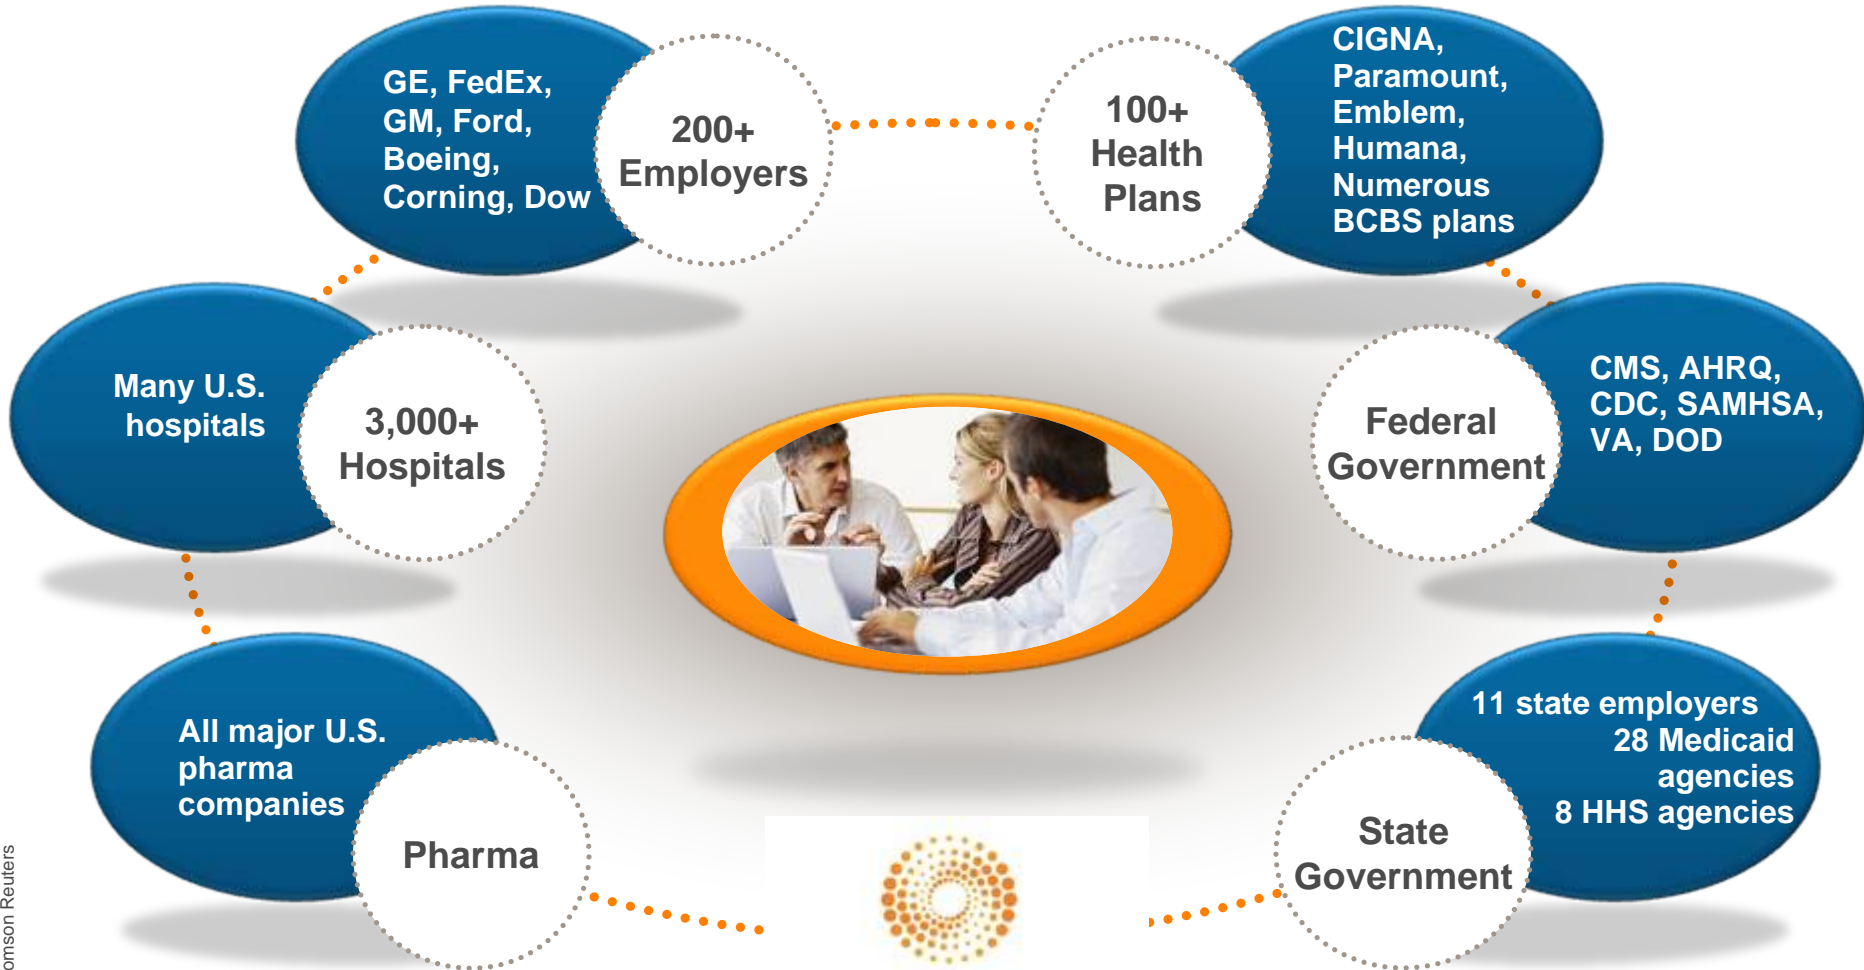 GE, FedEx,
GM, Ford,
Boeing,
Corning, Dow
200+
Employers
100+
Health
Plans
CIGNA,
Paramount,
Emblem,
Humana,
Numerous
BCBS plans
Many U.S.
hospitals
3,000+
Hospitals
Federal
Government
CMS, AHRQ,
CDC, SAMHSA,
VA, DOD
All major U.S.
pharma
companies
Pharma
State
Government
11 state employers
28 Medicaid
agencies
8 HHS agencies
Reuters